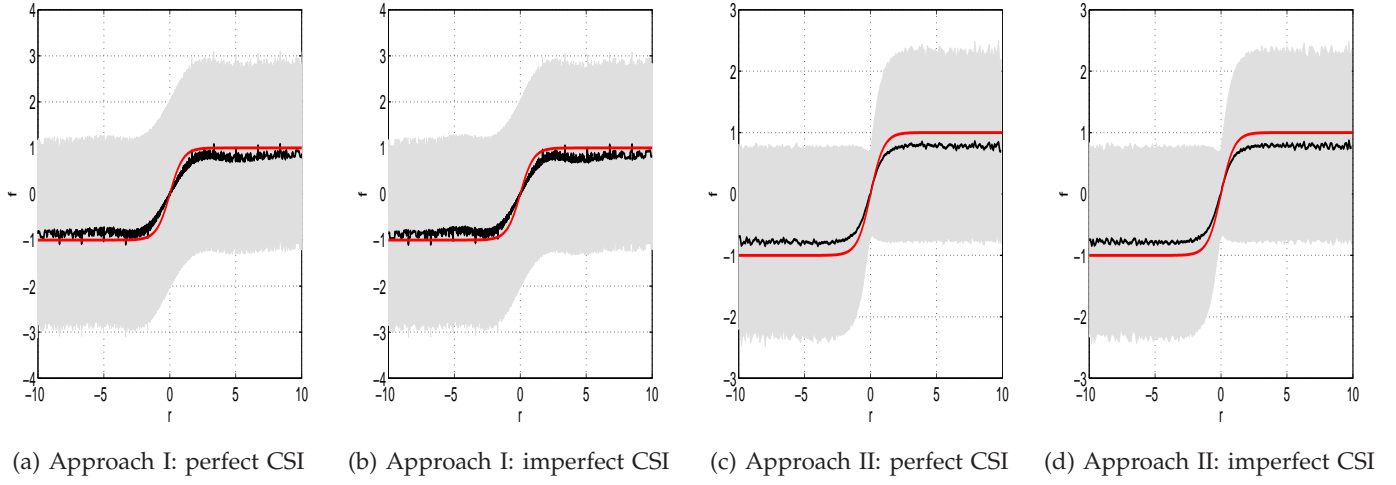 4
3
2
1
0
−1
−2
−3
−4
f
−10 −5 0 5 10
r
(a) Approach I: perfect CSI
4
3
2
1
0
−1
−2
−3
−4
f
−10 −5 0 5 10
r
(b) Approach I: imperfect CSI
3
2
1
0
−1
−2
−3
f
−10 −5 0 5 10
r
(c) Approach II: perfect CSI
3
2
1
0
−1
−2
−3
f
−10 −5 0 5 10
r
(d) Approach II: imperfect CSI